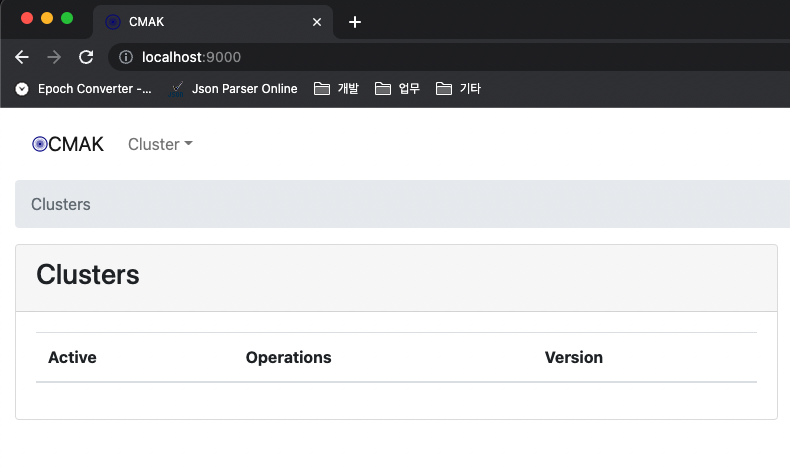 CMAK
localhost:9000
Epoch Converter -... Json Parser Online 개발 업무 기타
CMAK Cluster
Clusters
Clusters
Active Operations Version